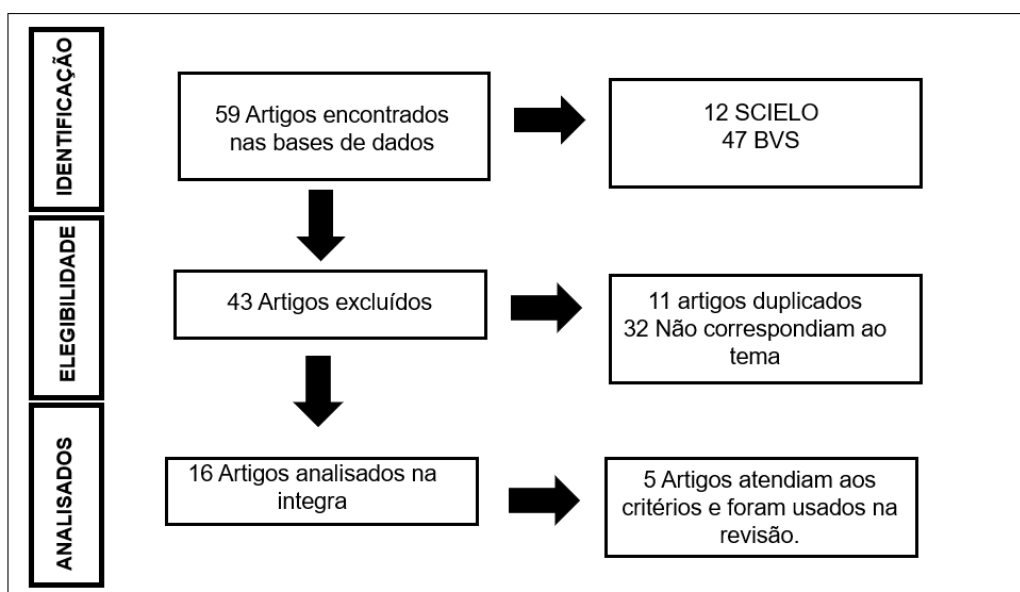 IDENTIFICAÇÃO
59 Artigos encontrados
nas bases de dados
12 SCIELO
47 BVS
ELEGIBILIDADE
43 Artigos excluídos
11 artigos duplicados
32 Não correspondiam ao
tema
ANALISADOS
16 Artigos analisados na
integra
5 Artigos atendiam aos
critérios e foram usados na
revisão.